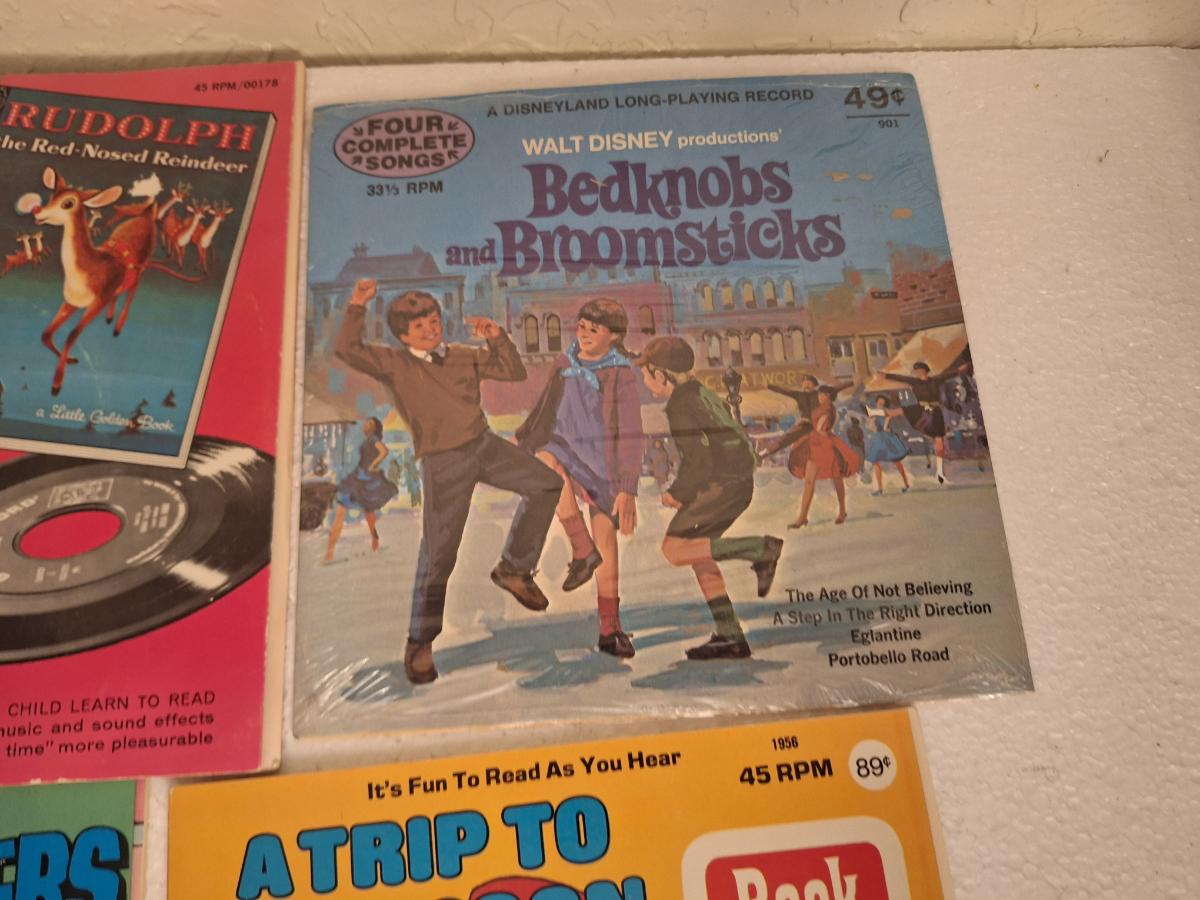 45 RPM/00178
RUDOLPH
the Red-Nosed Reindeer
a Little Golden Book
CHILD LEARN TO READ
music and sound effects
time" more pleasurable
FOUR
COMPLETE
SONGS
33⅓ RPM
A DISNEYLAND LONG-PLAYING RECORD
49¢
901
WALT DISNEY productions'
Bedknobs
and Broomsticks
The Age Of Not Believing
A Step In The Right Direction
Eglantine
Portobello Road
It's Fun To Read As You Hear
1956
45 RPM
89¢
A TRIP TO
Book
ERS